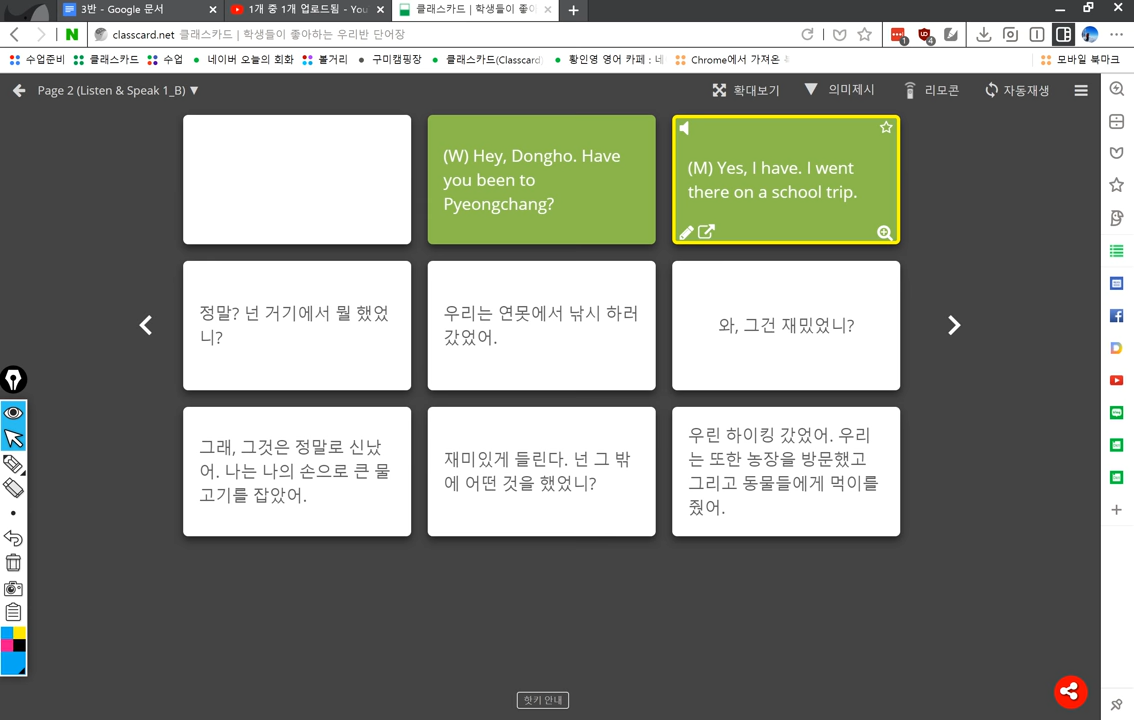 3반 - Google 문서
1개 중 1개 업로드됨 - You
클래스카드 | 학생들이 좋아
N classcard.net 클래스카드 | 학생들이 좋아하는 우리반 단어장
수업준비 클래스카드 수업 네이버 오늘의 회화 볼거리 구미캠핑장 클래스카드(Classcard) 황인영 영어 카페 : 네 Chrome에서 가져온 모바일 북마크
Page 2 (Listen & Speak 1_B) ▼ 확대보기 의미제시 리모콘 자동재생
(W) Hey, Dongho. Have
you been to
Pyeongchang?
(M) Yes, I have. I went
there on a school trip.
정말? 넌 거기에서 뭘 했었
니?
우리는 연못에서 낚시 하러
갔었어.
와, 그건 재밌었니?
그래, 그것은 정말로 신났
어. 나는 나의 손으로 큰 물
고기를 잡았어.
재미있게 들린다. 넌 그 밖
에 어떤 것을 했었니?
우린 하이킹 갔었어. 우리
는 또한 농장을 방문했고
그리고 동물들에게 먹이를
줬어.
핫키 안내